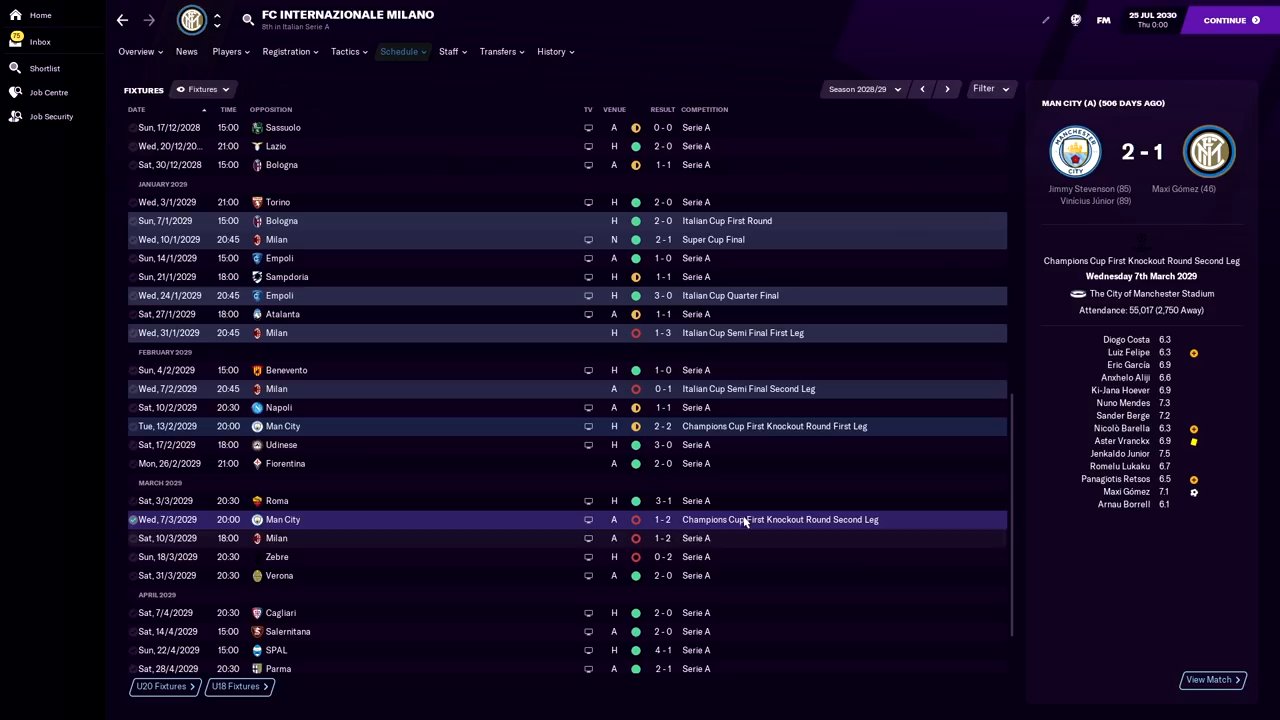 Home
75
Inbox
Shortlist
Job Centre
Job Security
FC INTERNAZIONALE MILANO
8th in Italian Serie A
FM
25 JUL 2030
Thu 0:00
CONTINUE
Overview
News
Players
Registration
Tactics
Schedule
Staff
Transfers
History
FIXTURES
Fixtures
Season 2028/29
Filter
DATE TIME OPPOSITION TV VENUE RESULT COMPETITION
Sun, 17/12/2028 15:00 Sassuolo A 0 - 0 Serie A
Wed, 20/12/20... 21:00 Lazio H 2 - 0 Serie A
Sat, 30/12/2028 15:00 Bologna A 1 - 1 Serie A
JANUARY 2029
Wed, 3/1/2029 21:00 Torino H 2 - 0 Serie A
Sun, 7/1/2029 15:00 Bologna H 2 - 0 Italian Cup First Round
Wed, 10/1/2029 20:45 Milan N 2 - 1 Super Cup Final
Sun, 14/1/2029 15:00 Empoli A 1 - 0 Serie A
Sun, 21/1/2029 18:00 Sampdoria H 1 - 1 Serie A
Wed, 24/1/2029 20:45 Empoli H 3 - 0 Italian Cup Quarter Final
Sat, 27/1/2029 18:00 Atalanta A 1 - 1 Serie A
Wed, 31/1/2029 20:45 Milan H 1 - 3 Italian Cup Semi Final First Leg
FEBRUARY 2029
Sun, 4/2/2029 15:00 Benevento H 1 - 0 Serie A
Wed, 7/2/2029 20:45 Milan A 0 - 1 Italian Cup Semi Final Second Leg
Sat, 10/2/2029 20:30 Napoli A 1 - 1 Serie A
Tue, 13/2/2029 20:00 Man City H 2 - 2 Champions Cup First Knockout Round First Leg
Sat, 17/2/2029 18:00 Udinese H 3 - 0 Serie A
Mon, 26/2/2029 21:00 Fiorentina A 2 - 0 Serie A
MARCH 2029
Sat, 3/3/2029 20:30 Roma H 3 - 1 Serie A
Wed, 7/3/2029 20:00 Man City A 1 - 2 Champions Cup First Knockout Round Second Leg
Sat, 10/3/2029 18:00 Milan A 1 - 2 Serie A
Sun, 18/3/2029 20:30 Zebre H 0 - 2 Serie A
Sat, 31/3/2029 20:30 Verona A 2 - 0 Serie A
APRIL 2029
Sat, 7/4/2029 20:30 Cagliari H 2 - 0 Serie A
Sat, 14/4/2029 15:00 Salernitana A 2 - 0 Serie A
Sun, 22/4/2029 15:00 SPAL H 4 - 1 Serie A
Sat, 28/4/2029 20:30 Parma A 2 - 1 Serie A
U20 Fixtures
U18 Fixtures
MAN CITY (A) (506 DAYS AGO)
MANCHESTER
CITY
2 - 1
Jimmy Stevenson (85) Maxi Gómez (46)
Vinícius Júnior (89)
Champions Cup First Knockout Round Second Leg
Wednesday 7th March 2029
The City of Manchester Stadium
Attendance: 55,017 (2,750 Away)
Diogo Costa 6.3
Luiz Felipe 6.3
Eric García 6.9
Anxhelo Aliji 6.6
Ki-Jana Hoever 6.9
Nuno Mendes 7.3
Sander Berge 7.2
Nicolò Barella 6.3
Aster Vranckx 6.9
Jenkaldo Junior 7.5
Romelu Lukaku 6.7
Panagiotis Retsos 6.5
Maxi Gómez 7.1
Arnau Borrell 6.1
View Match